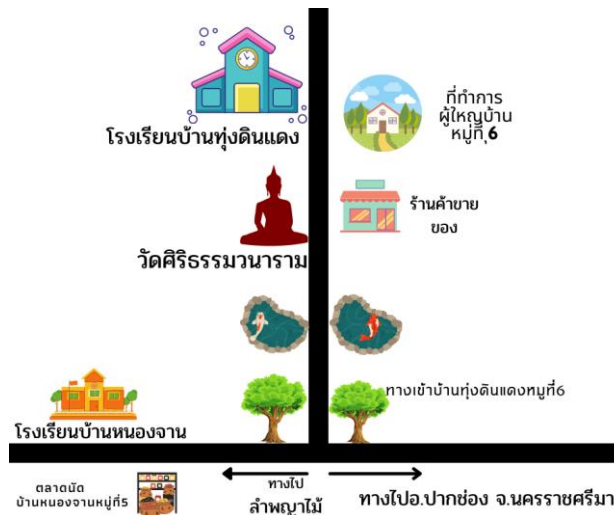 โรงเรียนบ้านทุ่งดินแดง
ที่ทำการ
ผู้ใหญ่บ้าน
หมู่ที่,6
ร้านค้าขาย
ของ
วัดศิริธรรมวนาราม
ทางเข้าบ้านทุ่งดินแดงหมู่ที่6
โรงเรียนบ้านหนองจาน
ตลาดนัด
บ้านหนองจานหมู่ที่5
ทางไป
ลำพญาไม้
ทางไปอ.ปากช่อง จ.นครราชศรีมา